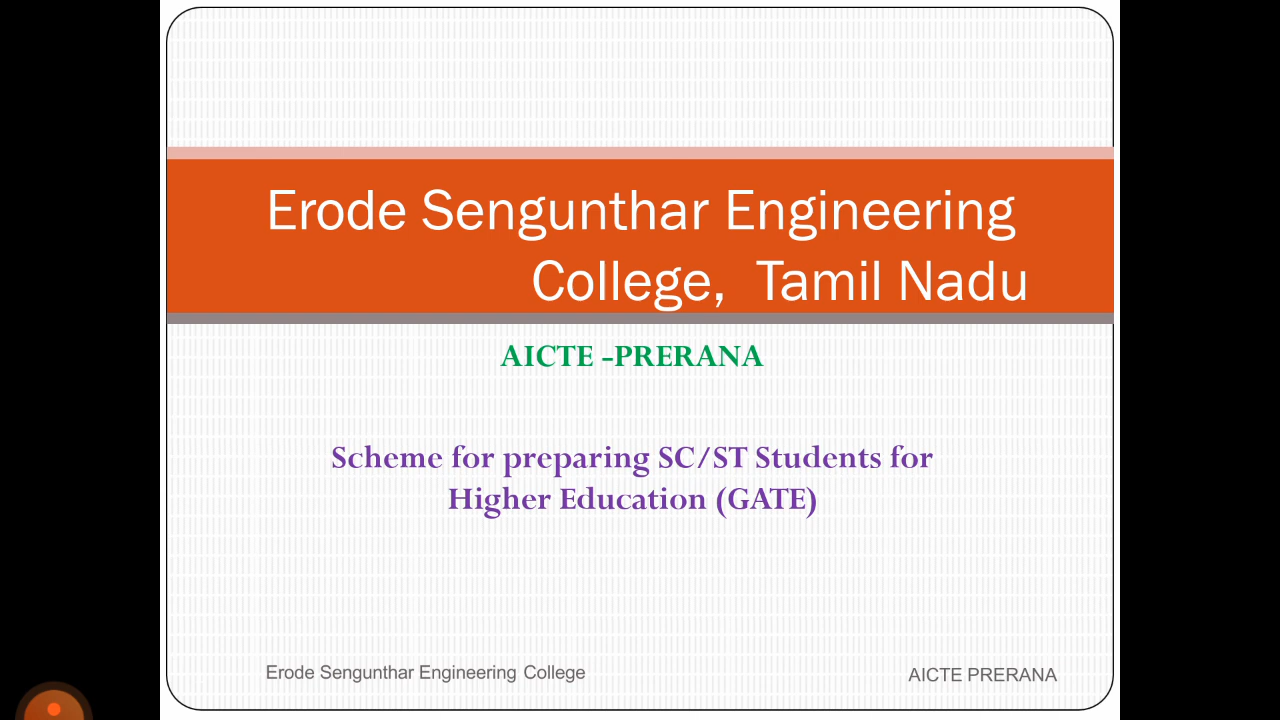 Erode Sengunthar Engineering
College, Tamil Nadu
AICTE -PRERANA
Scheme for preparing SC/ST Students for
Higher Education (GATE)
Erode Sengunthar Engineering College
AICTE PRERANA